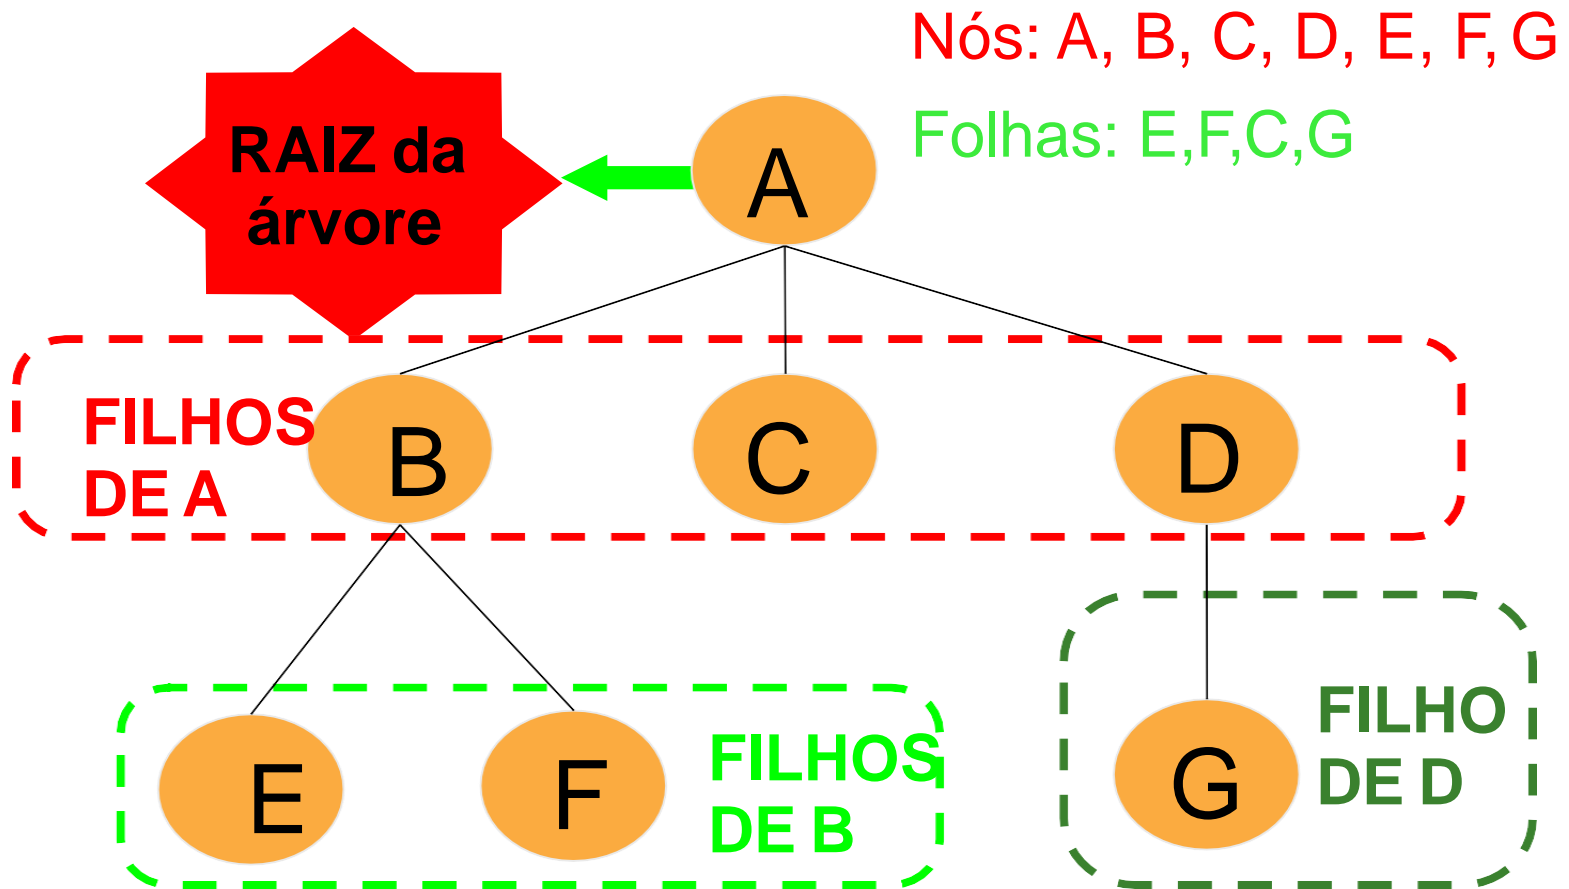 Nós: A, B, C, D, E, F, G
Folhas: E,F,C,G
RAIZ da
árvore
A
FILHOS
DE A
B
C
D
E
F
FILHOS
DE B
G
FILHO
DE D